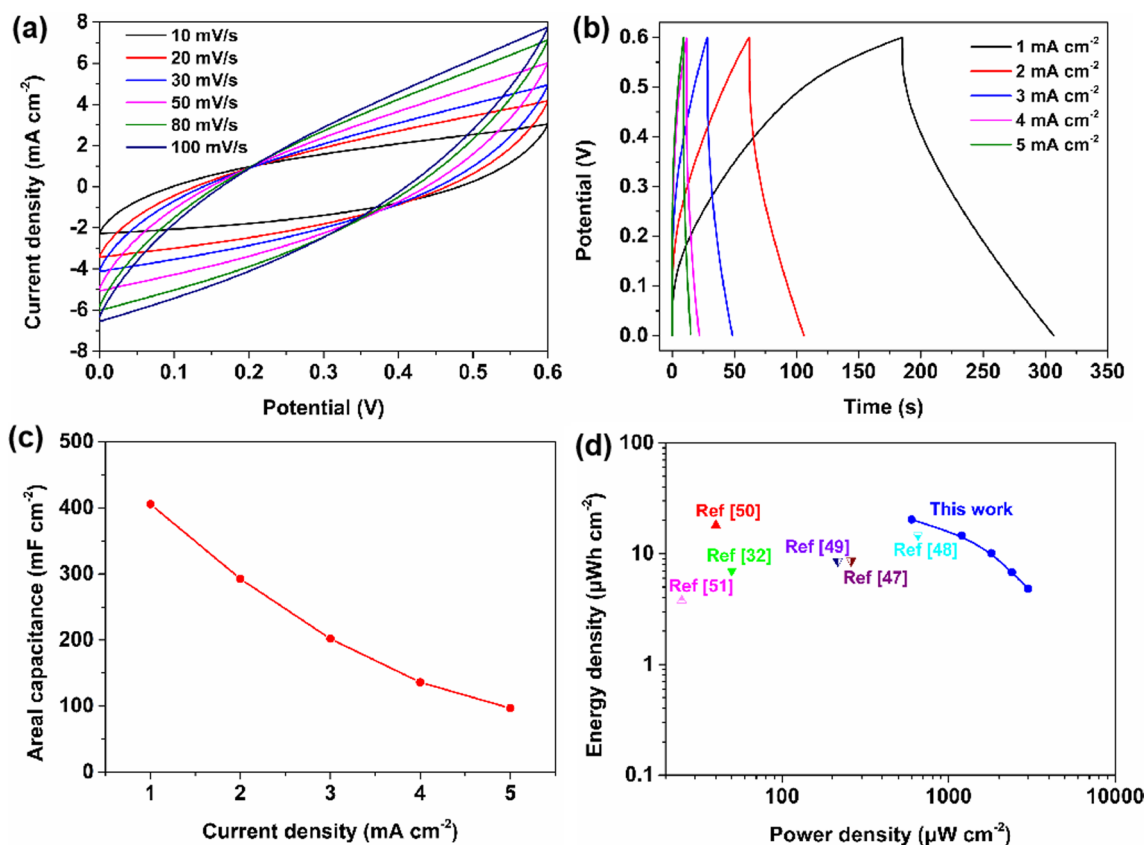 (a)
10 mV/s
20 mV/s
30 mV/s
50 mV/s
80 mV/s
100 mV/s
8
6
4
2
0
-2
-4
-6
-8
Current density (mA cm⁻²)
0.0 0.1 0.2 0.3 0.4 0.5 0.6
Potential (V)
(b)
1 mA cm⁻²
2 mA cm⁻²
3 mA cm⁻²
4 mA cm⁻²
5 mA cm⁻²
0.6
0.5
0.4
0.3
0.2
0.1
0.0
Potential (V)
0 50 100 150 200 250 300 350
Time (s)
(c)
500
400
300
200
100
0
Areal capacitance (mF cm⁻²)
1 2 3 4 5
Current density (mA cm⁻²)
(d)
100
10
1
0.1
Energy density (μWh cm⁻²)
This work
Ref [50]
Ref [49]
Ref [48]
Ref [32]
Ref [47]
Ref [51]
100 1000 10000
Power density (μW cm⁻²)